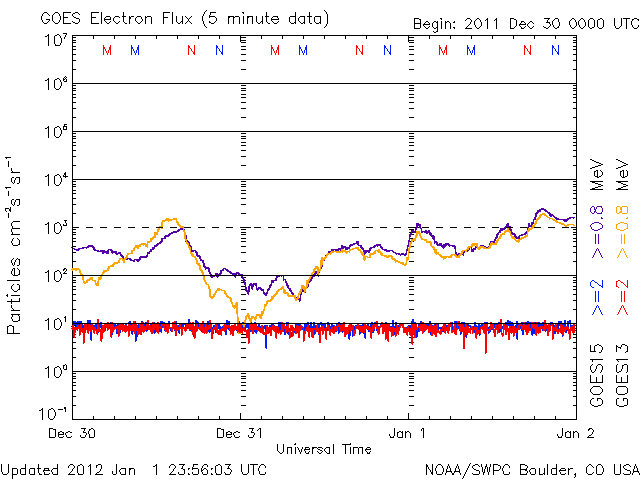 GOES Electron Flux (5 minute data)
Begin: 2011 Dec 30 0000 UTC
M M N N M M N N M M N N
10⁷
10⁶
10⁵
10⁴
10³
10²
10¹
10⁰
10⁻¹
Particles cm⁻²s⁻¹sr⁻¹
Dec 30 Dec 31 Jan 1 Jan 2
Universal Time
GOES15 >=2 >=0.8 MeV
GOES13 >=2 >=0.8 MeV
Updated 2012 Jan 1 23:56:03 UTC
NOAA/SWPC Boulder, CO USA